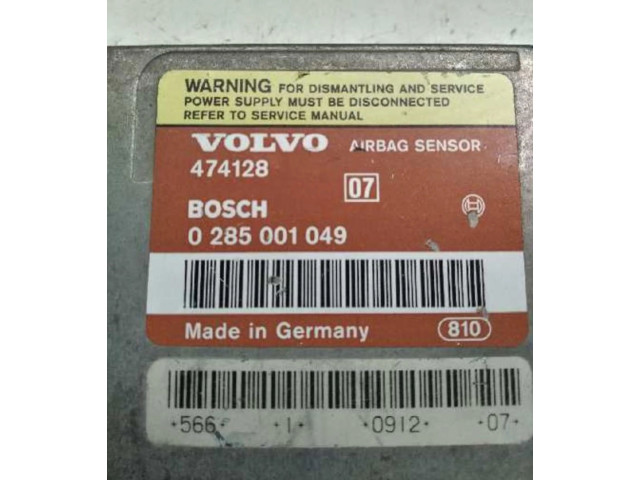 WARNING FOR DISMANTLING AND SERVICE
POWER SUPPLY MUST BE DISCONNECTED
REFER TO SERVICE MANUAL
VOLVO AIRBAG SENSOR
474128
07
BOSCH
0 285 001 049
Made in Germany 810
*566* *1* *0912* *07*